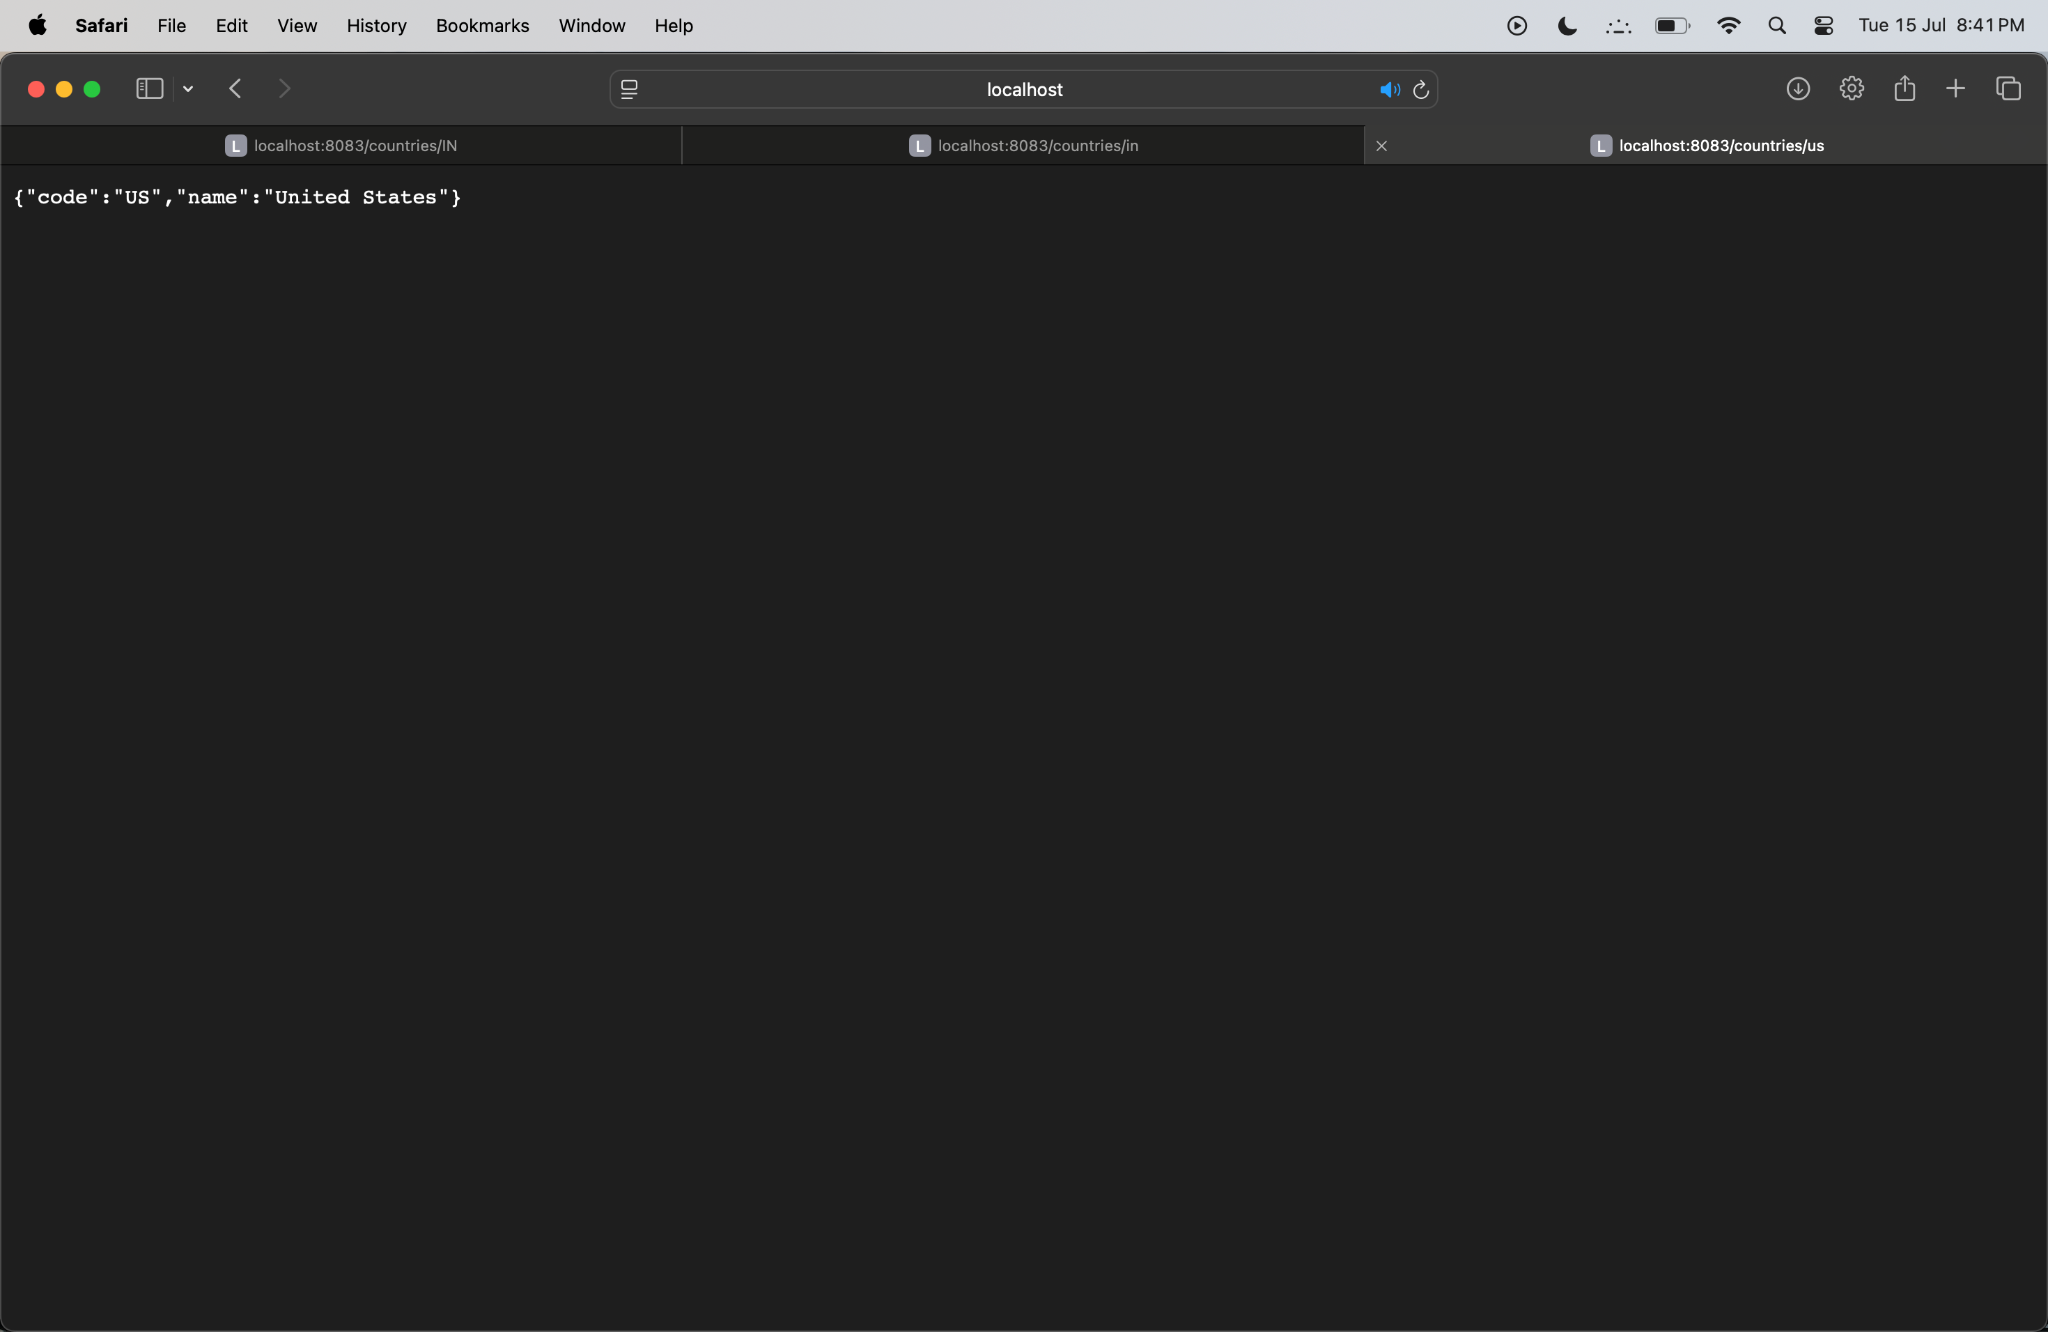 Safari File Edit View History Bookmarks Window Help Tue 15 Jul 8:41 PM
localhost
L localhost:8083/countries/IN L localhost:8083/countries/in L localhost:8083/countries/us
{"code":"US","name":"United States"}